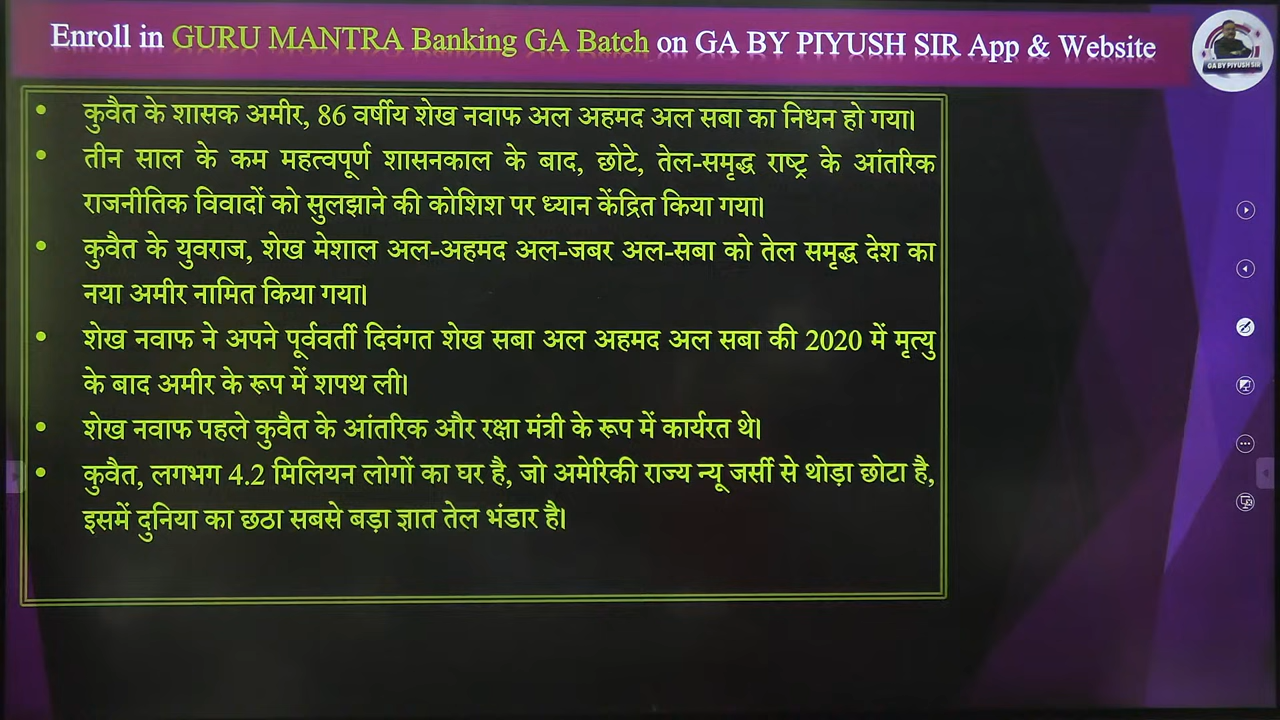 Enroll in GURU MANTRA Banking GA Batch on GA BY PIYUSH SIR App & Website
GA BY PIYUSH SIR
• कुवैत के शासक अमीर, 86 वर्षीय शेख नवाफ अल अहमद अल सबा का निधन हो गया।
• तीन साल के कम महत्वपूर्ण शासनकाल के बाद, छोटे, तेल-समृद्ध राष्ट्र के आंतरिक
राजनीतिक विवादों को सुलझाने की कोशिश पर ध्यान केंद्रित किया गया।
• कुवैत के युवराज, शेख मेशाल अल-अहमद अल-जबर अल-सबा को तेल समृद्ध देश का
नया अमीर नामित किया गया।
• शेख नवाफ ने अपने पूर्ववर्ती दिवंगत शेख सबा अल अहमद अल सबा की 2020 में मृत्यु
के बाद अमीर के रूप में शपथ ली।
• शेख नवाफ पहले कुवैत के आंतरिक और रक्षा मंत्री के रूप में कार्यरत थे।
• कुवैत, लगभग 4.2 मिलियन लोगों का घर है, जो अमेरिकी राज्य न्यू जर्सी से थोड़ा छोटा है,
इसमें दुनिया का छठा सबसे बड़ा ज्ञात तेल भंडार है।